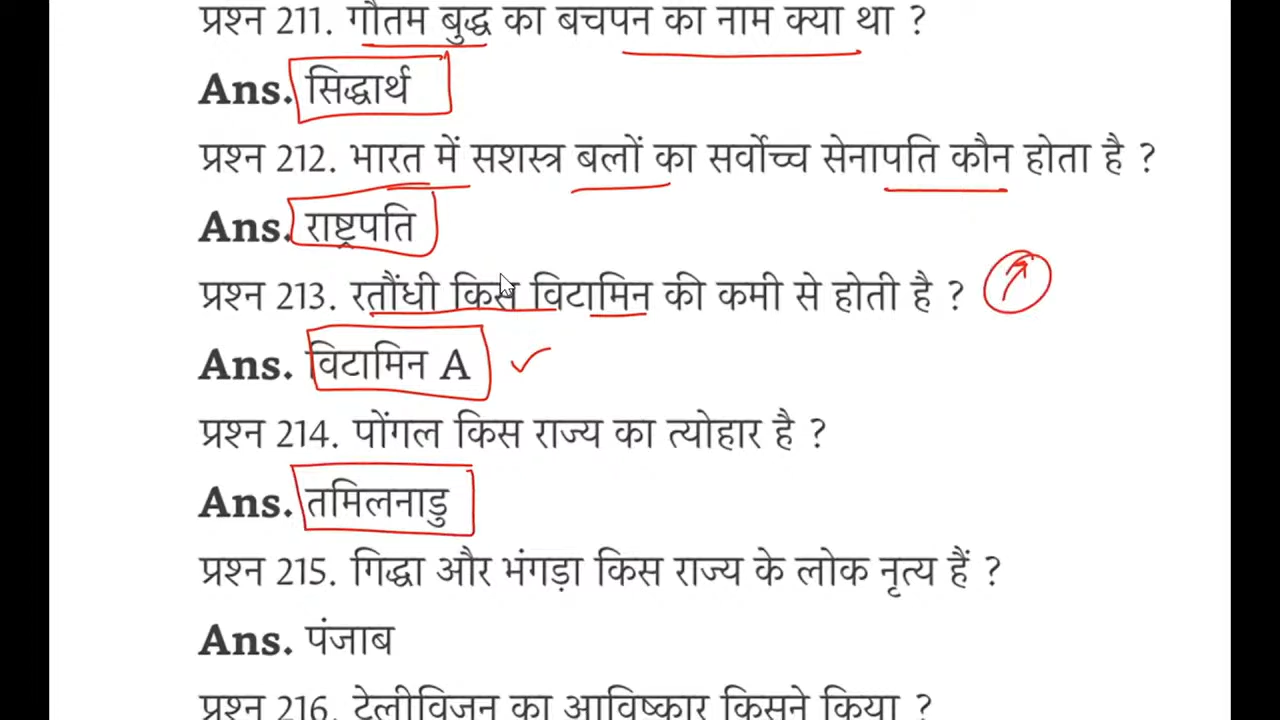 प्रश्न 211. गौतम बुद्ध का बचपन का नाम क्या था ?
Ans. सिद्धार्थ
प्रश्न 212. भारत में सशस्त्र बलों का सर्वोच्च सेनापति कौन होता है ?
Ans. राष्ट्रपति
प्रश्न 213. रतौंधी किस विटामिन की कमी से होती है ?
Ans. विटामिन A
प्रश्न 214. पोंगल किस राज्य का त्योहार है ?
Ans. तमिलनाडु
प्रश्न 215. गिद्धा और भंगड़ा किस राज्य के लोक नृत्य हैं ?
Ans. पंजाब
प्रश्न 216. टेलीविजन का आविष्कार किसने किया ?